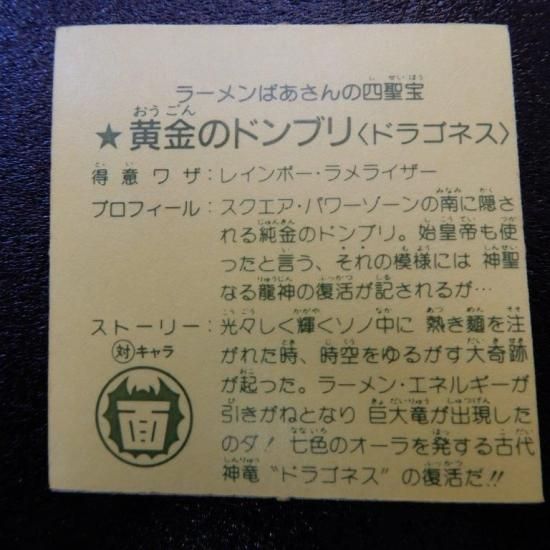 ラーメンばあさんの四聖宝
★黄金のドンブリ〈ドラゴネス〉
得意ワザ：レインボー・ラメライザー
プロフィール：スクエア・パワーゾーンの南に隠さ
れる純金のドンブリ。始皇帝も使
ったと言う、それの模様には 神聖
なる龍神の復活が記されるが…
ストーリー：光々しく輝くソノ中に 熱き麺を注
がれた時、時空をゆるがす大奇跡
が起った。ラーメン・エネルギーが
引きがねとなり 巨大竜が出現した
のダ! 七色のオーラを発する古代
神竜 “ドラゴネス” の復活だ!!
対キャラ